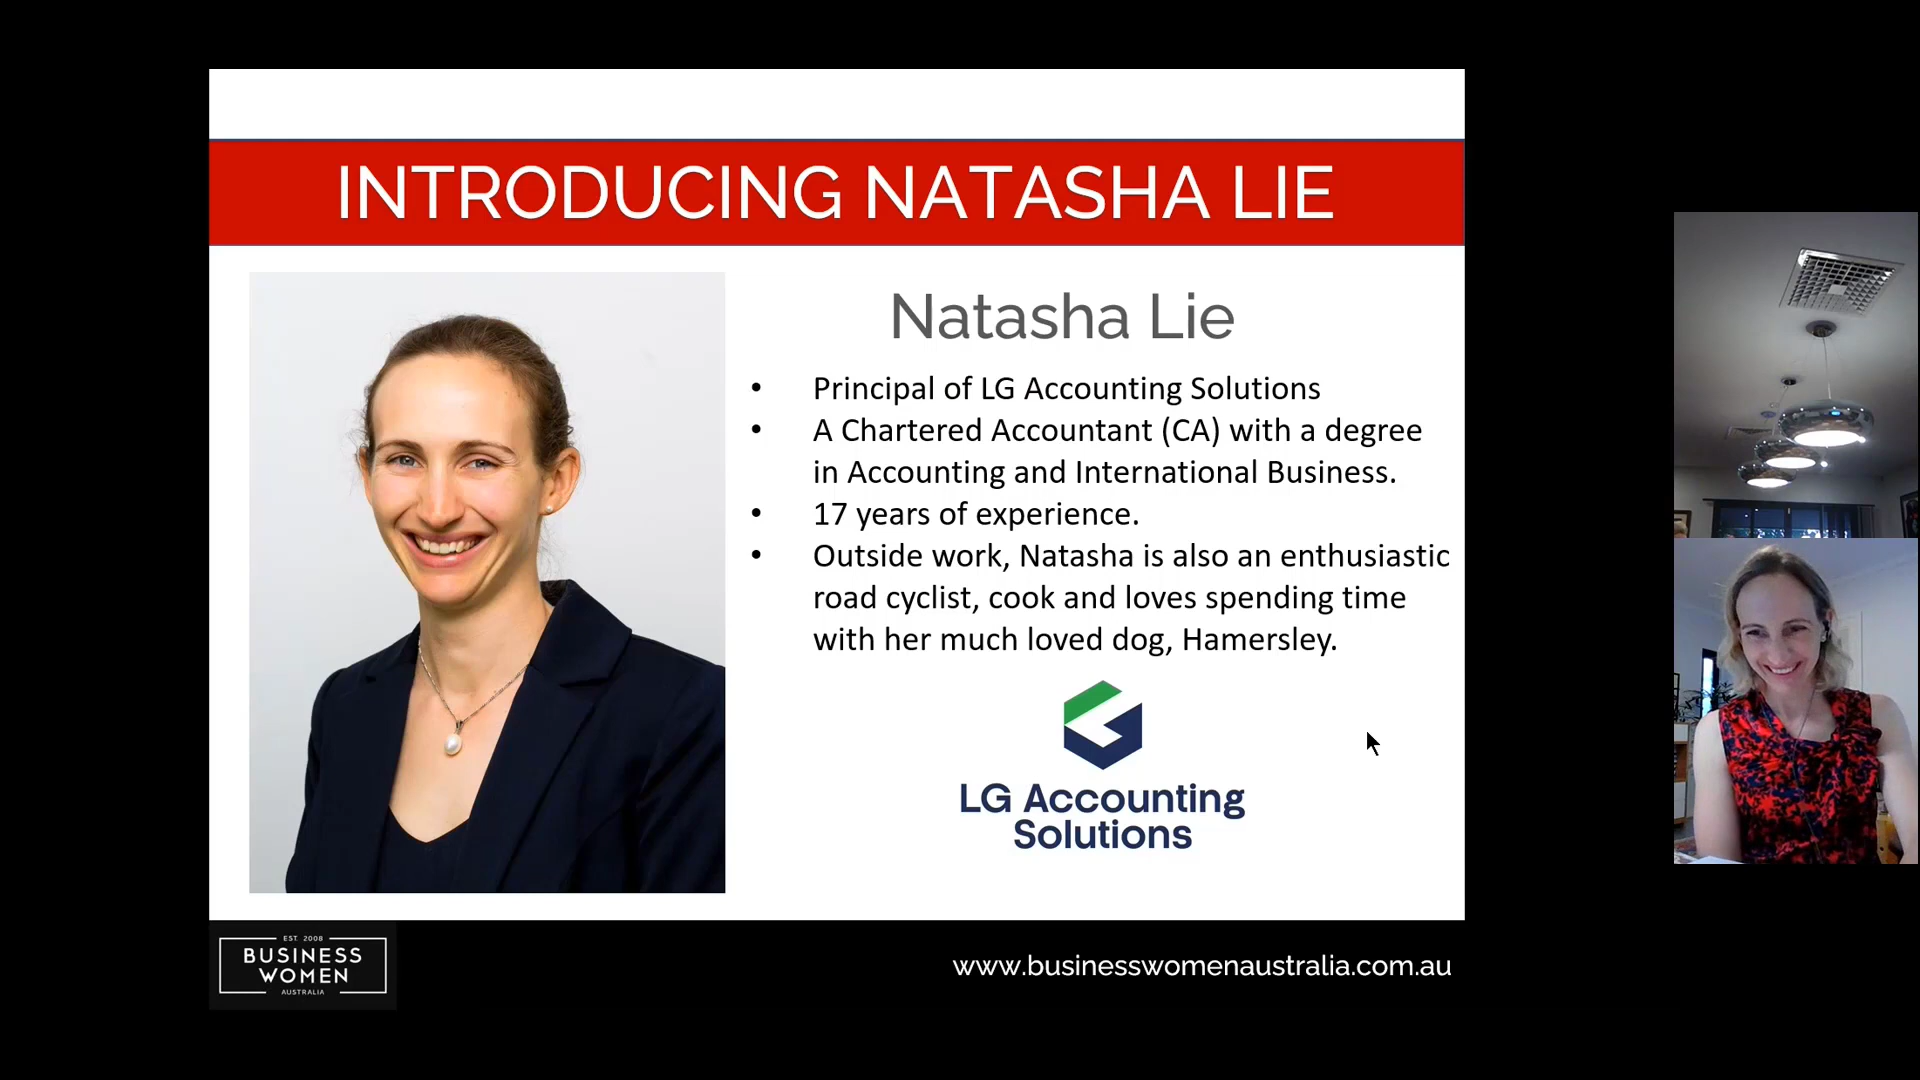 INTRODUCING NATASHA LIE
Natasha Lie
• Principal of LG Accounting Solutions
• A Chartered Accountant (CA) with a degree
in Accounting and International Business.
• 17 years of experience.
• Outside work, Natasha is also an enthusiastic
road cyclist, cook and loves spending time
with her much loved dog, Hamersley.
LG Accounting
Solutions
EST. 2008
BUSINESS
WOMEN
AUSTRALIA
www.businesswomenaustralia.com.au